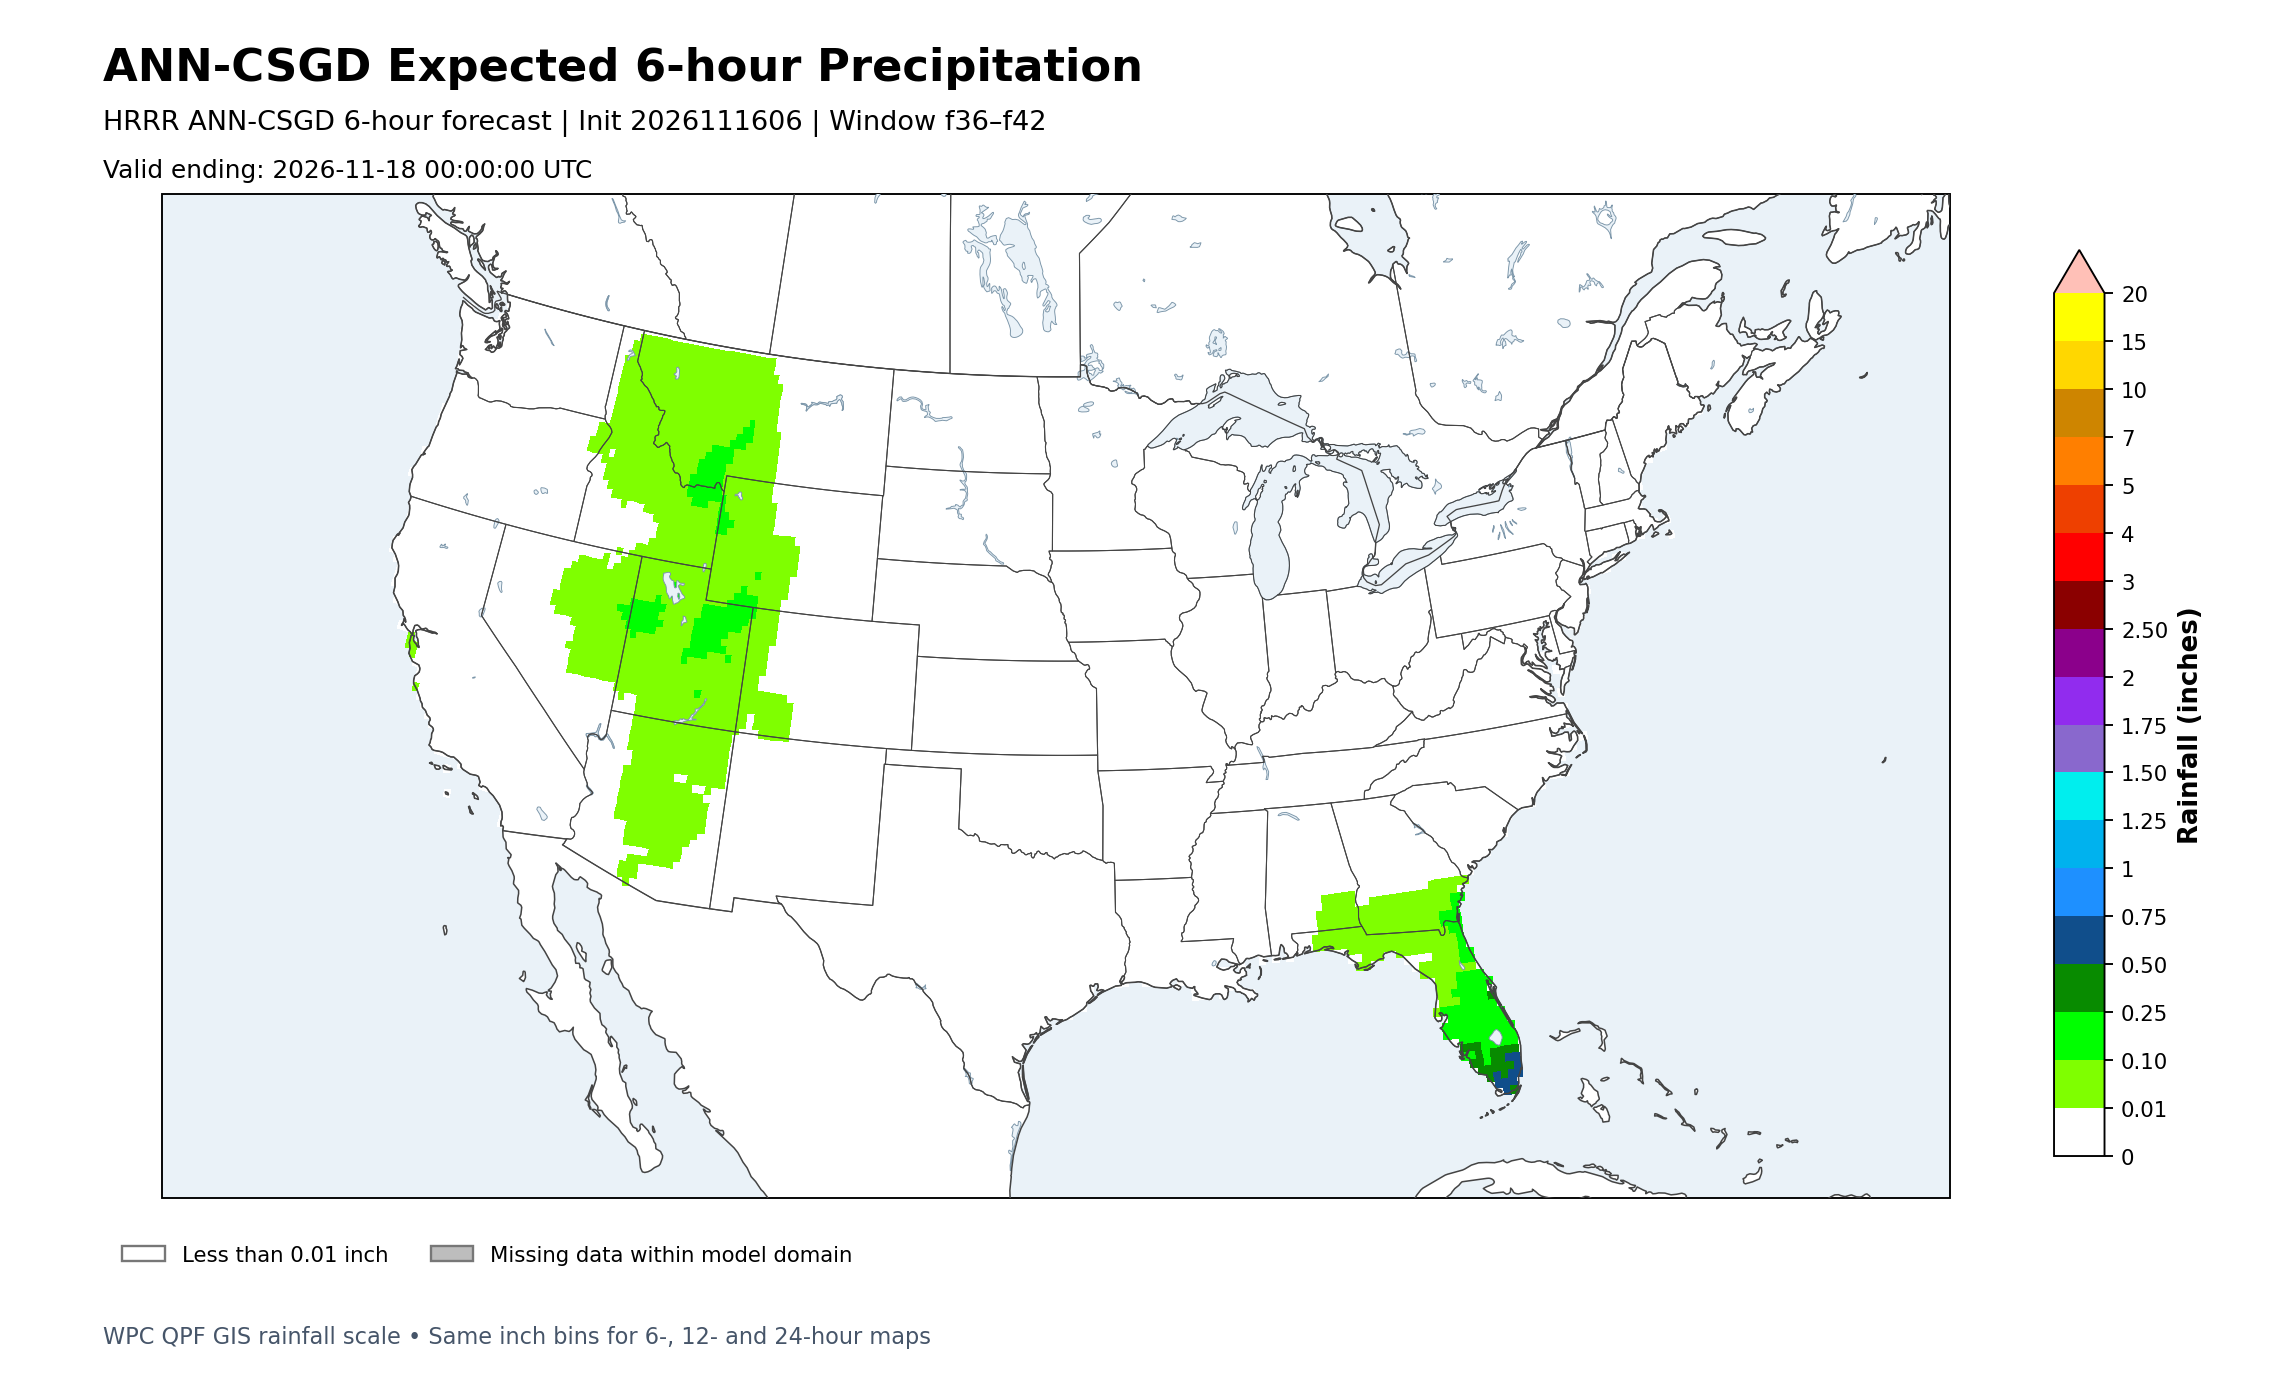 ANN-CSGD Expected 6-hour Precipitation
HRRR ANN-CSGD 6-hour forecast | Init 2026111606 | Window f36–f42
Valid ending: 2026-11-18 00:00:00 UTC
20
15
10
7
5
4
3
2.50
2
1.75
1.50
1.25
1
0.75
0.50
0.25
0.10
0.01
0
Rainfall (inches)
Less than 0.01 inch
Missing data within model domain
WPC QPF GIS rainfall scale • Same inch bins for 6-, 12- and 24-hour maps